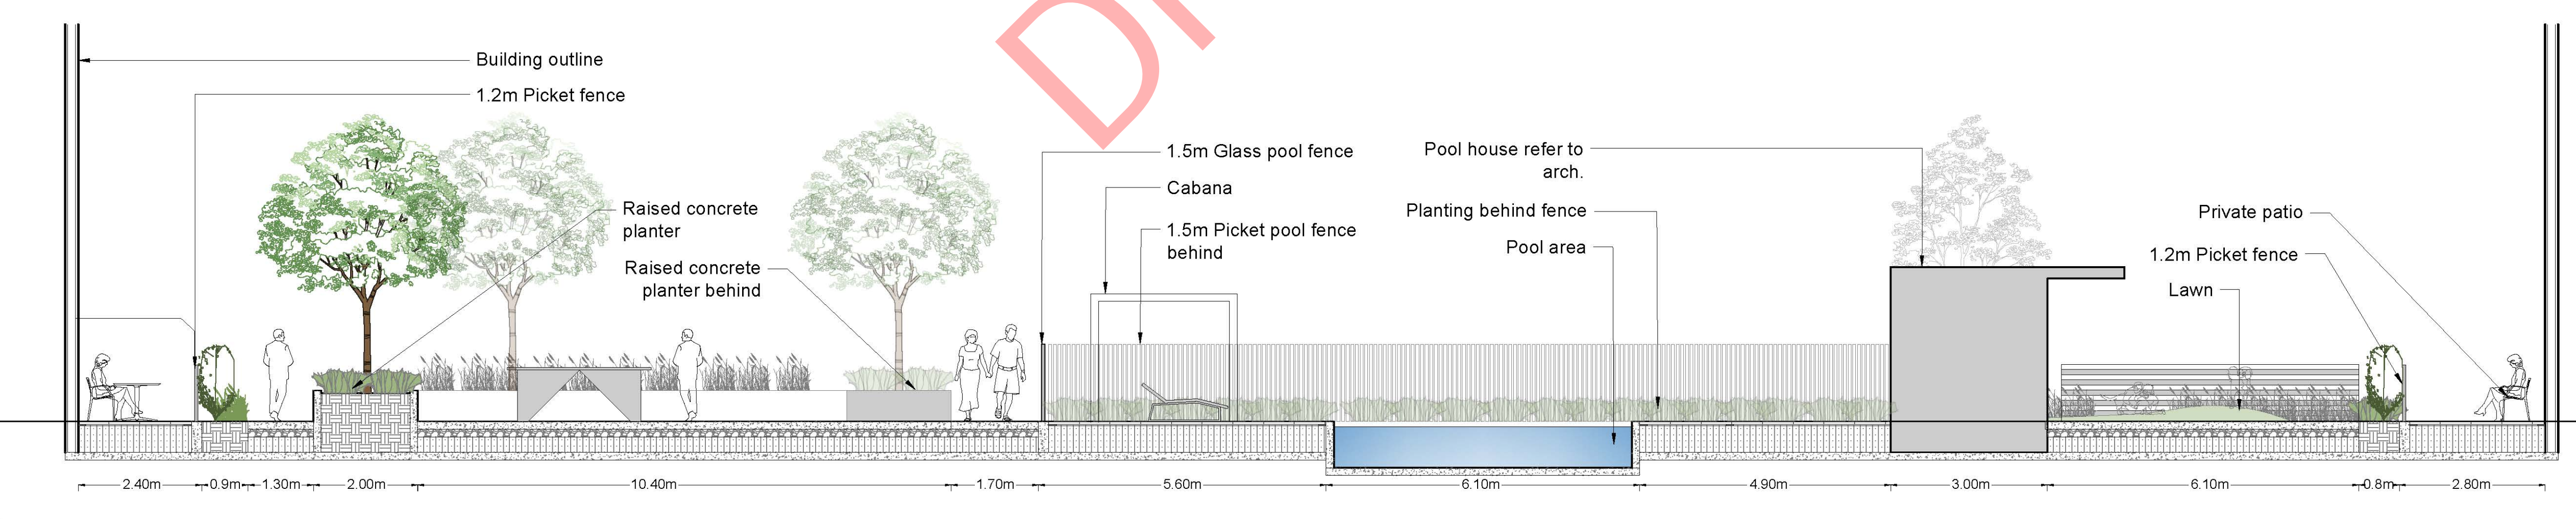 Building outline
1.2m Picket fence
Raised concrete
planter
Raised concrete
planter behind
1.5m Glass pool fence
Cabana
1.5m Picket pool fence
behind
Pool house refer to
arch.
Planting behind fence
Pool area
Private patio
1.2m Picket fence
Lawn
2.40m 0.9m 1.30m 2.00m 10.40m 1.70m 5.60m 6.10m 4.90m 3.00m 6.10m 0.8m 2.80m